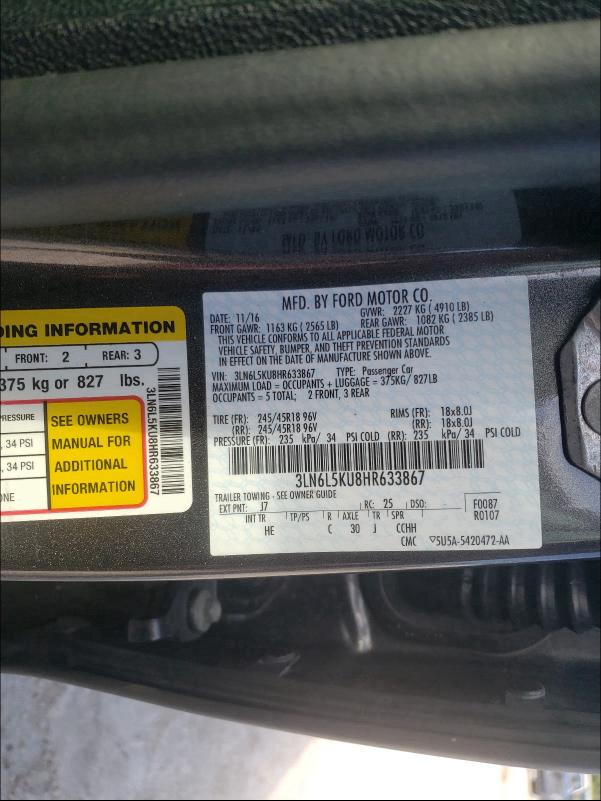 DING INFORMATION
FRONT: 2 REAR: 3
375 kg or 827 lbs.
PRESSURE
, 34 PSI
, 34 PSI
ONE
SEE OWNERS
MANUAL FOR
ADDITIONAL
INFORMATION
3LN6L5KU8HR633867
MFD. BY FORD MOTOR CO.
DATE: 11/16 GVWR: 2227 KG ( 4910 LB)
FRONT GAWR: 1163 KG ( 2565 LB) REAR GAWR: 1082 KG ( 2385 LB)
THIS VEHICLE CONFORMS TO ALL APPLICABLE FEDERAL MOTOR
VEHICLE SAFETY, BUMPER, AND THEFT PREVENTION STANDARDS
IN EFFECT ON THE DATE OF MANUFACTURE SHOWN ABOVE.
VIN: 3LN6L5KU8HR633867 TYPE: Passenger Car
MAXIMUM LOAD = OCCUPANTS + LUGGAGE = 375KG/ 827LB
OCCUPANTS = 5 TOTAL; 2 FRONT, 3 REAR
TIRE (FR): 245/45R18 96V RIMS (FR): 18x8.0J
(RR): 245/45R18 96V (RR): 18x8.0J
PRESSURE (FR): 235 kPa/ 34 PSI COLD (RR): 235 kPa/ 34 PSI COLD
3LN6L5KU8HR633867
TRAILER TOWING - SEE OWNER GUIDE
EXT PNT: J7 RC: 25 DSO: F0087
INT TR TP/PS R AXLE TR SPR R0107
HE C 30 J CCHH
CMC ▽5U5A-5420472-AA